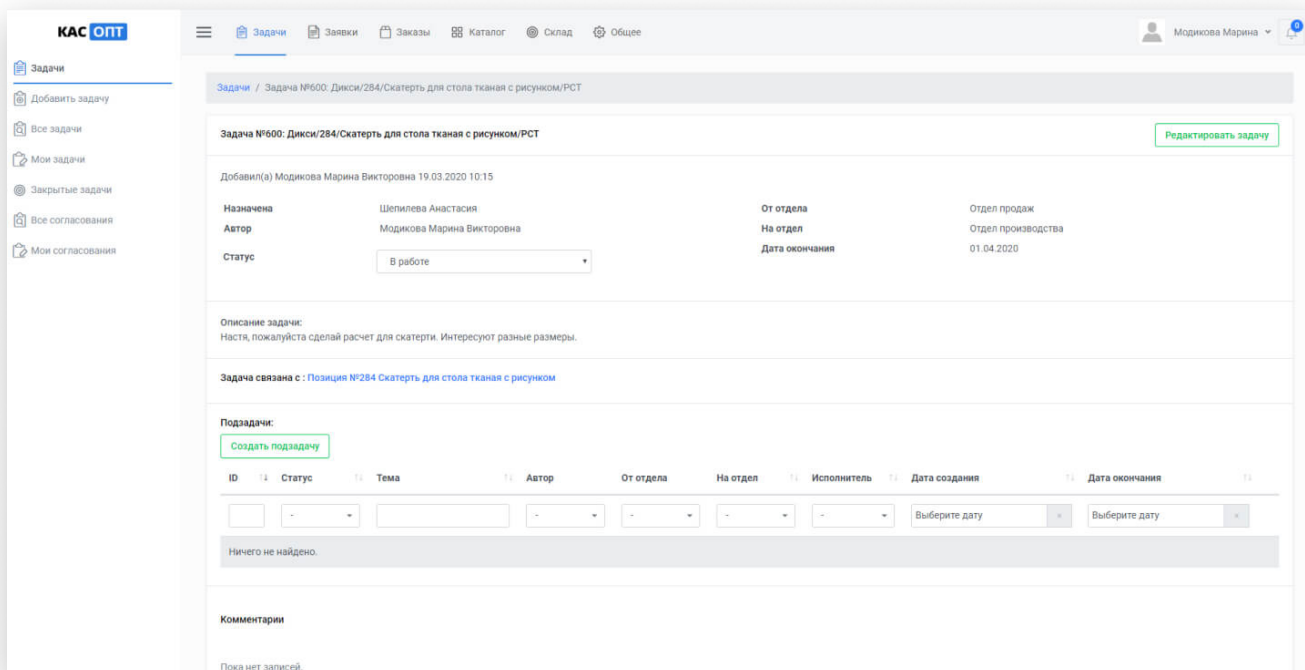 КАС ОПТ
Задачи Заявки Заказы Каталог Склад Общее
Модикова Марина
0
Задачи
Добавить задачу
Все задачи
Мои задачи
Закрытые задачи
Все согласования
Мои согласования
Задачи / Задача №600: Дикси/284/Скатерть для стола тканая с рисунком/РСТ
Задача №600: Дикси/284/Скатерть для стола тканая с рисунком/РСТ
Редактировать задачу
Добавил(а) Модикова Марина Викторовна 19.03.2020 10:15
Назначена Шепилева Анастасия От отдела Отдел продаж
Автор Модикова Марина Викторовна На отдел Отдел производства
Дата окончания 01.04.2020
Статус В работе
Описание задачи:
Настя, пожалуйста сделай расчет для скатерти. Интересуют разные размеры.
Задача связана с : Позиция №284 Скатерть для стола тканая с рисунком
Подзадачи:
Создать подзадачу
ID Статус Тема Автор От отдела На отдел Исполнитель Дата создания Дата окончания
- - - - - Выберите дату × Выберите дату ×
Ничего не найдено.
Комментарии
Пока нет записей.